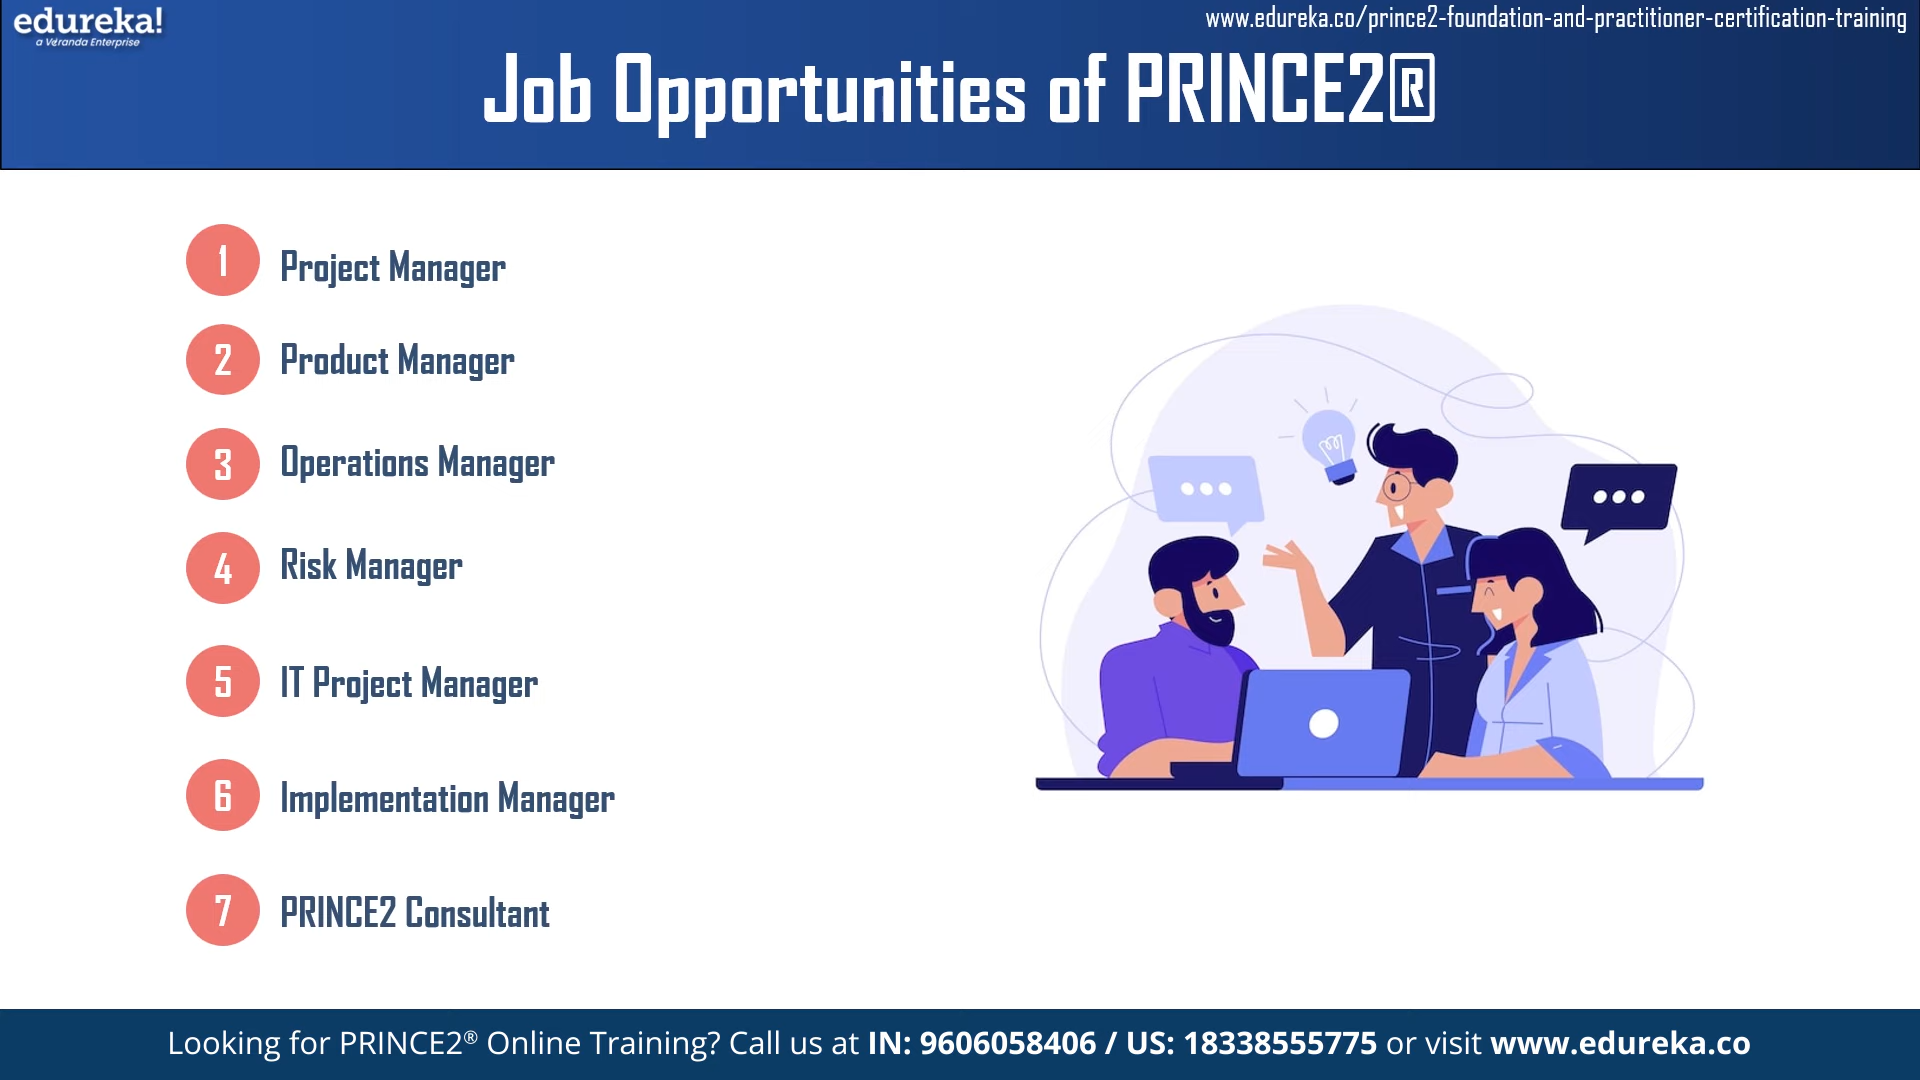 edureka!
a Veranda Enterprise
www.edureka.co/prince2-foundation-and-practitioner-certification-training
Job Opportunities of PRINCE2®
1 Project Manager
2 Product Manager
3 Operations Manager
4 Risk Manager
5 IT Project Manager
6 Implementation Manager
7 PRINCE2 Consultant
Looking for PRINCE2® Online Training? Call us at IN: 9606058406 / US: 18338555775 or visit www.edureka.co